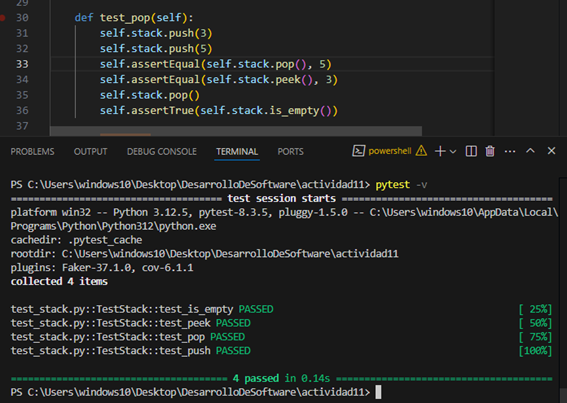 29
30 def test_pop(self):
31 self.stack.push(3)
32 self.stack.push(5)
33 self.assertEqual(self.stack.pop(), 5)
34 self.assertEqual(self.stack.peek(), 3)
35 self.stack.pop()
36 self.assertTrue(self.stack.is_empty())
37
PROBLEMS OUTPUT DEBUG CONSOLE TERMINAL PORTS powershell
PS C:\Users\windows10\Desktop\DesarrolloDeSoftware\actividad11> pytest -v
=================================== test session starts ===================================
platform win32 -- Python 3.12.5, pytest-8.3.5, pluggy-1.5.0 -- C:\Users\windows10\AppData\Local\
Programs\Python\Python312\python.exe
cachedir: .pytest_cache
rootdir: C:\Users\windows10\Desktop\DesarrolloDeSoftware\actividad11
plugins: Faker-37.1.0, cov-6.1.1
collected 4 items
test_stack.py::TestStack::test_is_empty PASSED [ 25%]
test_stack.py::TestStack::test_peek PASSED [ 50%]
test_stack.py::TestStack::test_pop PASSED [ 75%]
test_stack.py::TestStack::test_push PASSED [100%]
=================================== 4 passed in 0.14s ===================================
PS C:\Users\windows10\Desktop\DesarrolloDeSoftware\actividad11>